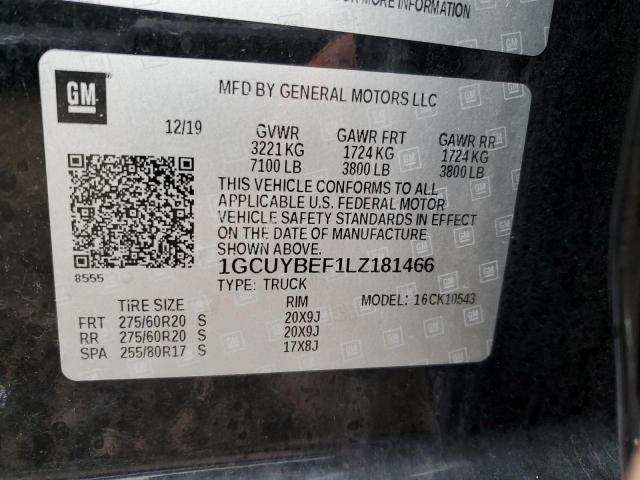 OR MORE INFORMATION
GM
MFD BY GENERAL MOTORS LLC
12/19 GVWR GAWR FRT GAWR RR
3221 KG 1724 KG 1724 KG
7100 LB 3800 LB 3800 LB
THIS VEHICLE CONFORMS TO ALL
APPLICABLE U.S. FEDERAL MOTOR
VEHICLE SAFETY STANDARDS IN EFFECT
ON THE DATE OF MANUFACTURE
SHOWN ABOVE.
8555 1GCUYBEF1LZ181466
TYPE: TRUCK MODEL: 16CK10543
TIRE SIZE RIM
FRT 275/60R20 S 20X9J
RR 275/60R20 S 20X9J
SPA 255/80R17 S 17X8J